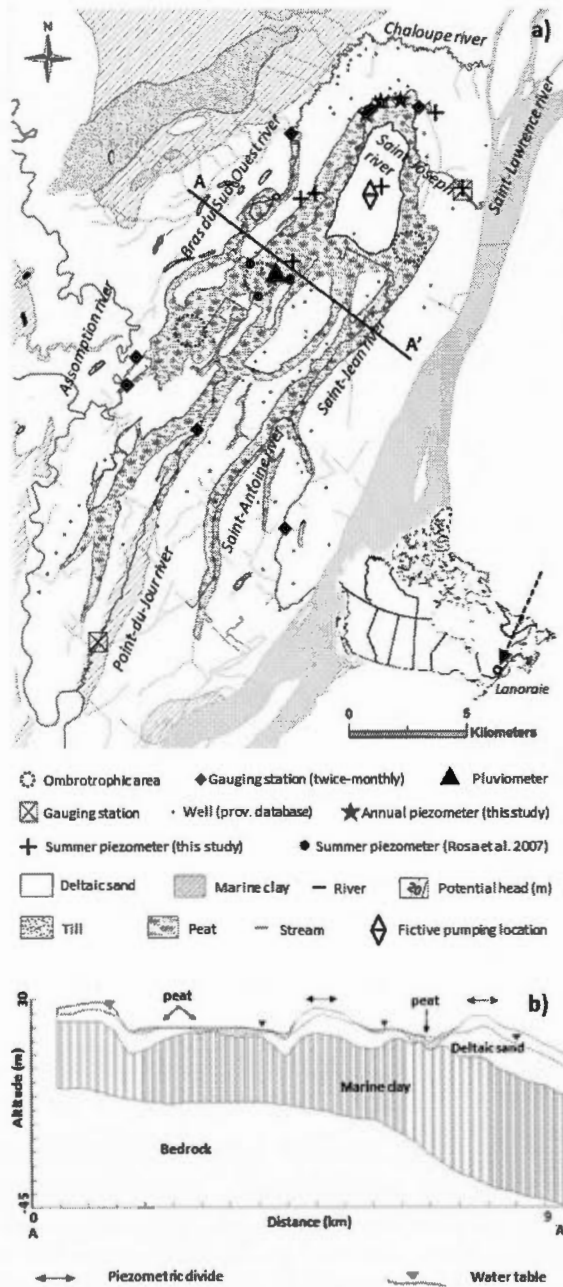 a)
N
Chaloupe river
Saint-Lawrence river
Saint-Joseph river
Bras du Sud-Ouest river
A
A'
Assomption river
Saint-Jean river
Saint-Antoine river
Point-du-Jour river
Lanoraie
0 5
Kilometers
Ombrotrophic area Gauging station (twice-monthly) Pluviometer
Gauging station Well (prov. database) Annual piezometer (this study)
Summer piezometer (this study) Summer piezometer (Rosa et al. 2007)
Deltaic sand Marine clay River Potential head (m)
Till Peat Stream Fictive pumping location
b)
30
peat
peat
Deltaic sand
Marine clay
Altitude (m)
Bedrock
-45
0 Distance (km) 9
A A
Piezometric divide Water table